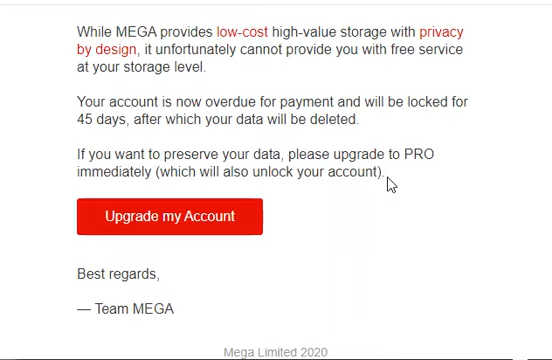 While MEGA provides low-cost high-value storage with privacy
by design, it unfortunately cannot provide you with free service
at your storage level.
Your account is now overdue for payment and will be locked for
45 days, after which your data will be deleted.
If you want to preserve your data, please upgrade to PRO
immediately (which will also unlock your account).
Upgrade my Account
Best regards,
— Team MEGA
Mega Limited 2020